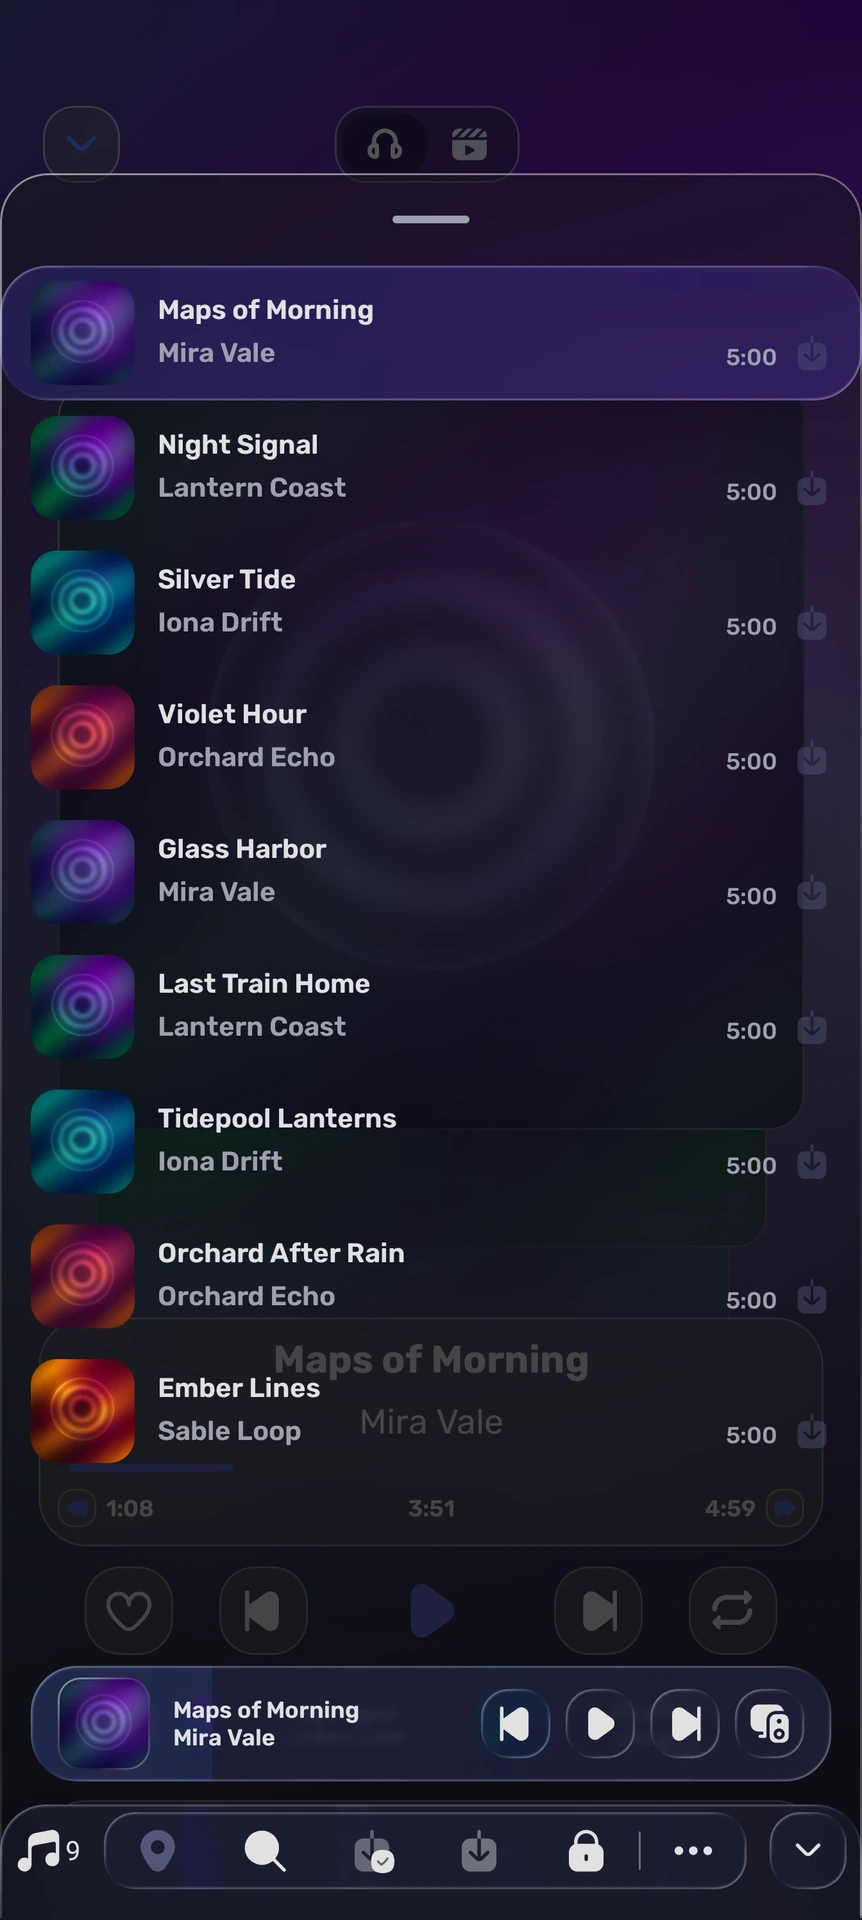 Maps of Morning
Mira Vale
5:00
Night Signal
Lantern Coast
5:00
Silver Tide
Iona Drift
5:00
Violet Hour
Orchard Echo
5:00
Glass Harbor
Mira Vale
5:00
Last Train Home
Lantern Coast
5:00
Tidepool Lanterns
Iona Drift
5:00
Orchard After Rain
Orchard Echo
5:00
Maps of Morning
Ember Lines
Mira Vale
Sable Loop
5:00
1:08 3:51 4:59
Maps of Morning
Mira Vale
9